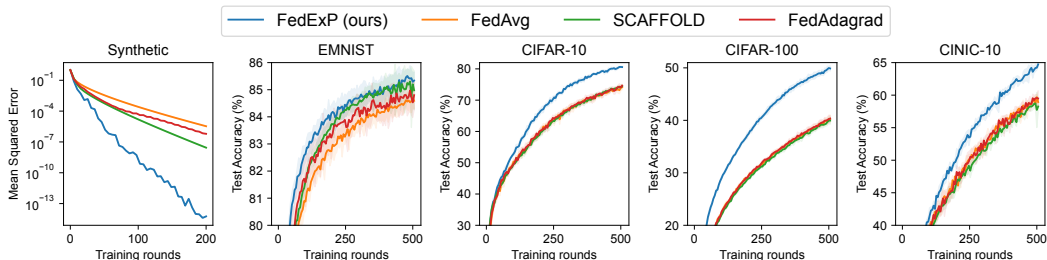 FedExP (ours) FedAvg SCAFFOLD FedAdagrad
Synthetic
Mean Squared Error
10⁻¹
10⁻⁴
10⁻⁷
10⁻¹⁰
10⁻¹³
0 100 200
Training rounds
EMNIST
Test Accuracy (%)
86
85
84
83
82
81
80
0 250 500
Training rounds
CIFAR-10
Test Accuracy (%)
80
70
60
50
40
30
0 250 500
Training rounds
CIFAR-100
Test Accuracy (%)
50
40
30
20
0 250 500
Training rounds
CINIC-10
Test Accuracy (%)
65
60
55
50
45
40
0 250 500
Training rounds